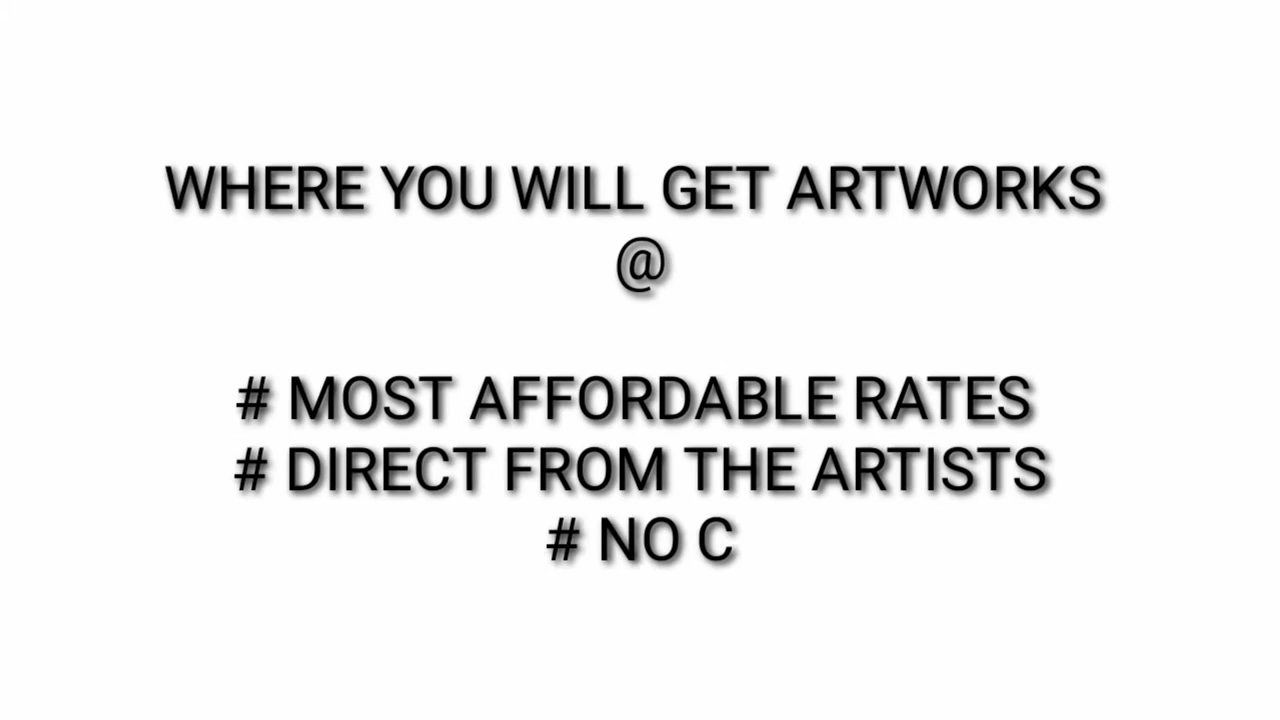 WHERE YOU WILL GET ARTWORKS
@
# MOST AFFORDABLE RATES
# DIRECT FROM THE ARTISTS
# NO C